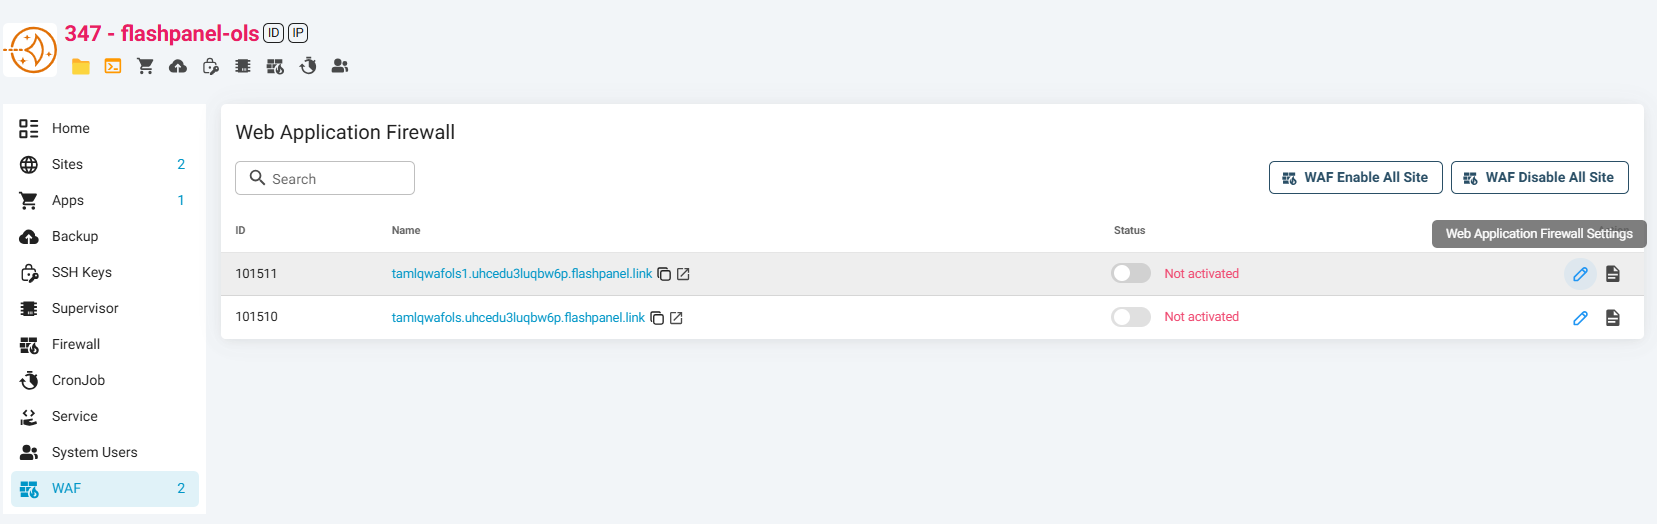 347 - flashpanel-ols ID IP
Home
Sites 2
Apps 1
Backup
SSH Keys
Supervisor
Firewall
CronJob
Service
System Users
WAF 2
Web Application Firewall
Search
WAF Enable All Site
WAF Disable All Site
ID Name Status
Web Application Firewall Settings
101511 tamlqwafols1.uhcedu3luqbw6p.flashpanel.link Not activated
101510 tamlqwafols.uhcedu3luqbw6p.flashpanel.link Not activated